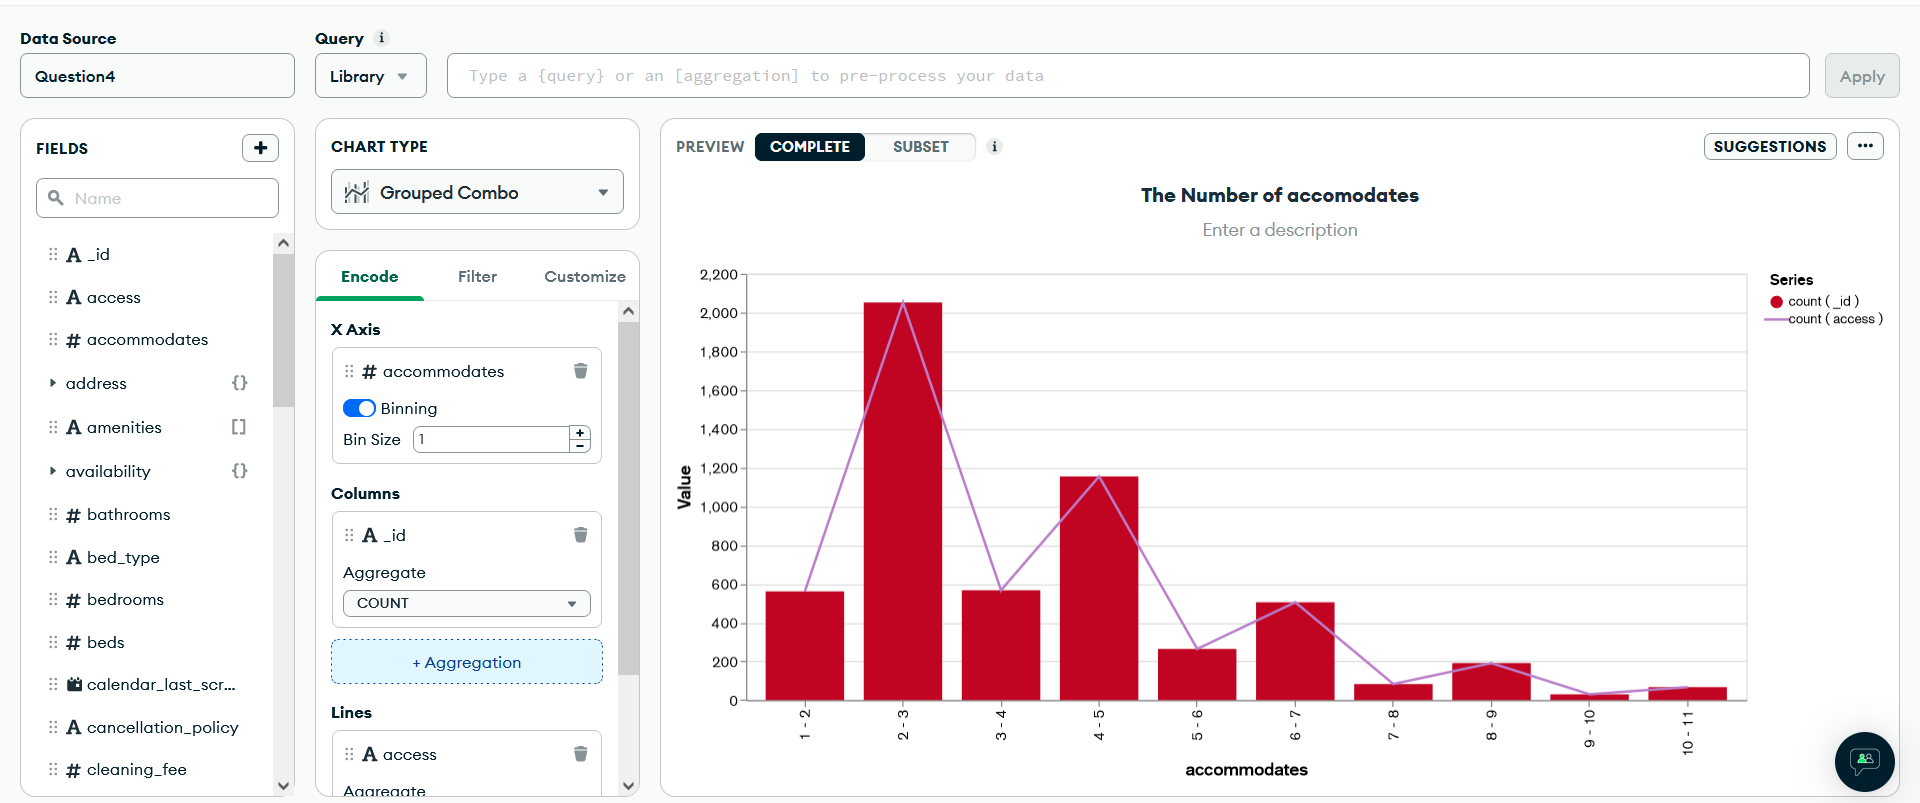 Data Source
Question4
Query i
Library
Type a {query} or an [aggregation] to pre-process your data
Apply
FIELDS
+
Name
A _id
A access
# accommodates
address {}
A amenities []
availability {}
# bathrooms
A bed_type
# bedrooms
# beds
calendar_last_scr...
A cancellation_policy
# cleaning_fee
CHART TYPE
Grouped Combo
Encode Filter Customize
X Axis
# accommodates
Binning
Bin Size 1 + −
Columns
A _id
Aggregate
COUNT
+ Aggregation
Lines
A access
Aggregate
PREVIEW COMPLETE SUBSET i
SUGGESTIONS ...
The Number of accomodates
Enter a description
Value
2,200
2,000
1,800
1,600
1,400
1,200
1,000
800
600
400
200
0
1 - 2
2 - 3
3 - 4
4 - 5
5 - 6
6 - 7
7 - 8
8 - 9
9 - 10
10 - 11
accommodates
Series
count ( _id )
count ( access )